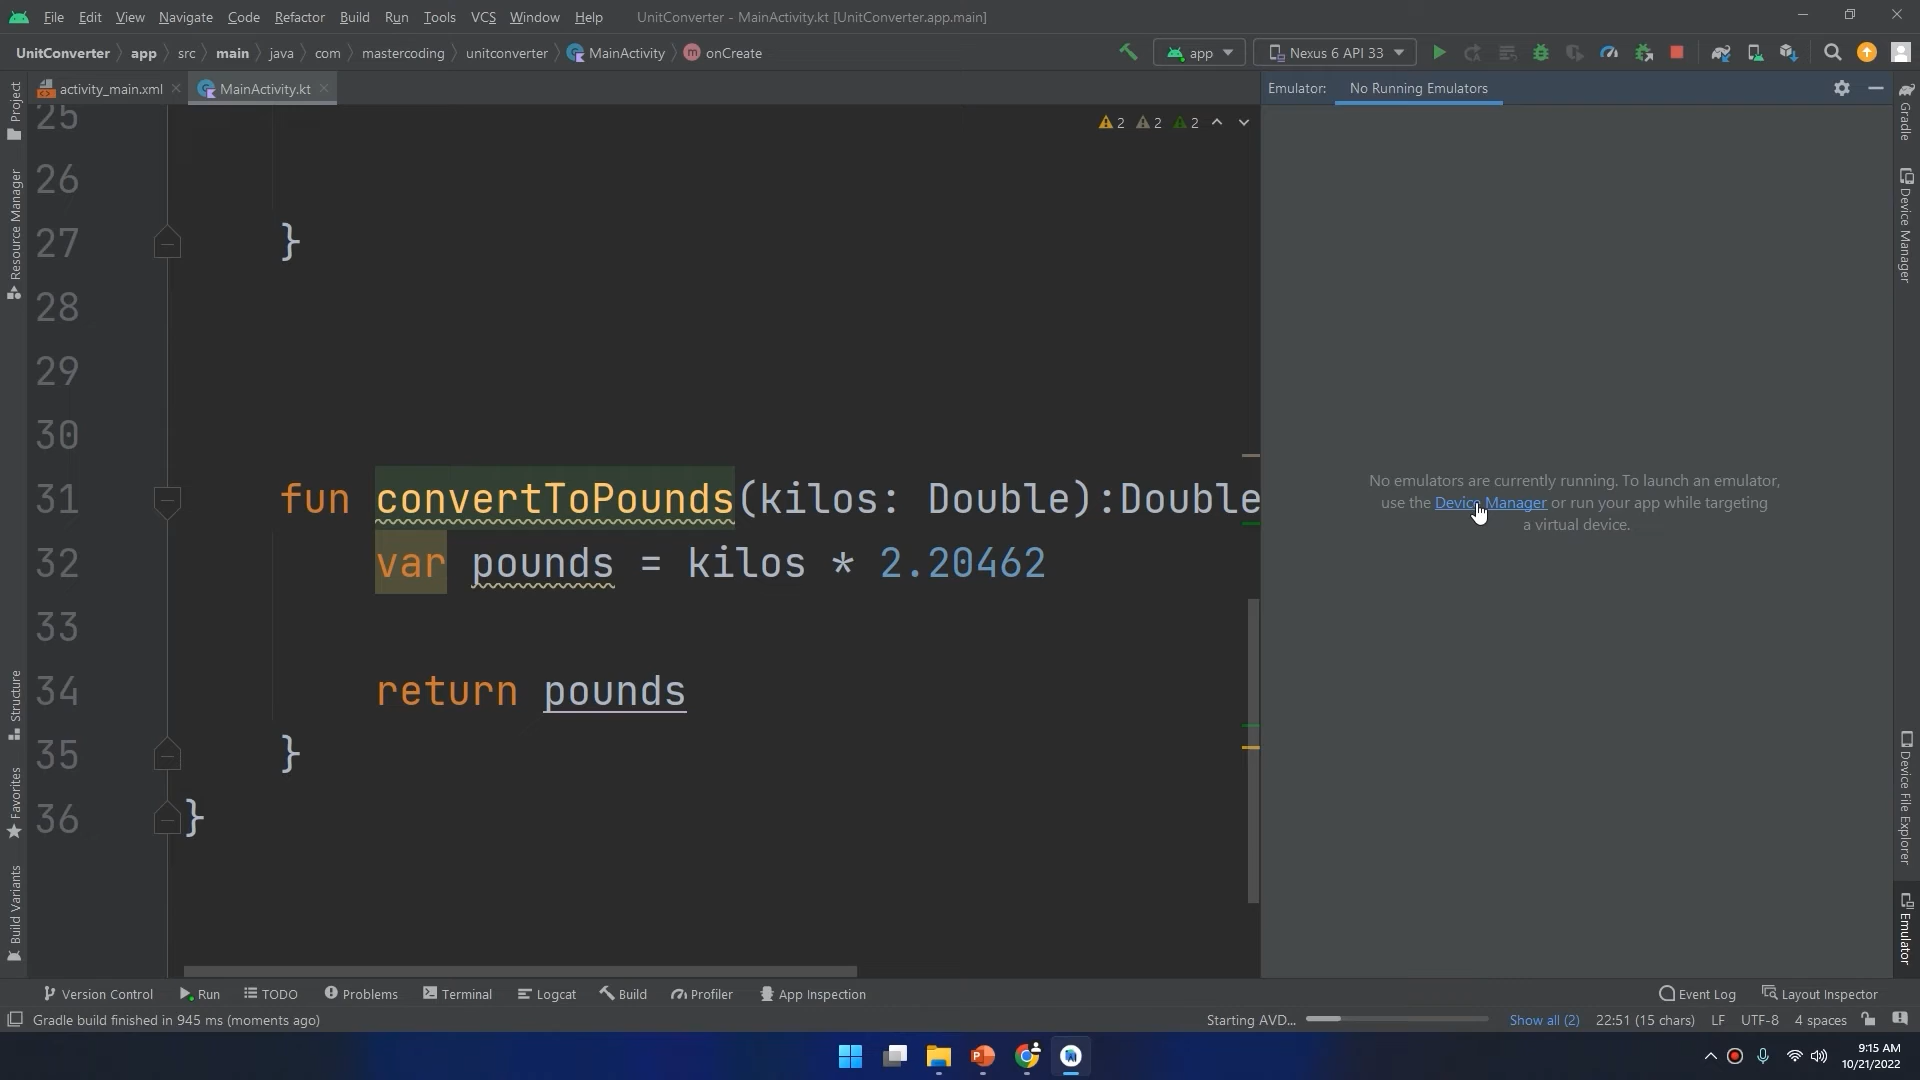 File Edit View Navigate Code Refactor Build Run Tools VCS Window Help UnitConverter - MainActivity.kt [UnitConverter.app.main]
UnitConverter app src main java com mastercoding unitconverter MainActivity onCreate app Nexus 6 API 33
activity_main.xml MainActivity.kt
Emulator: No Running Emulators
2 2 2
25
26
27 }
28
29
30
31 fun convertToPounds(kilos: Double):Double
32 var pounds = kilos * 2.20462
33
34 return pounds
35 }
36 }
No emulators are currently running. To launch an emulator,
use the Device Manager or run your app while targeting
a virtual device.
Project
Resource Manager
Structure
Favorites
Build Variants
Gradle
Device Manager
Device File Explorer
Emulator
Version Control Run TODO Problems Terminal Logcat Build Profiler App Inspection Event Log Layout Inspector
Gradle build finished in 945 ms (moments ago) Starting AVD... Show all (2) 22:51 (15 chars) LF UTF-8 4 spaces
9:15 AM
10/21/2022